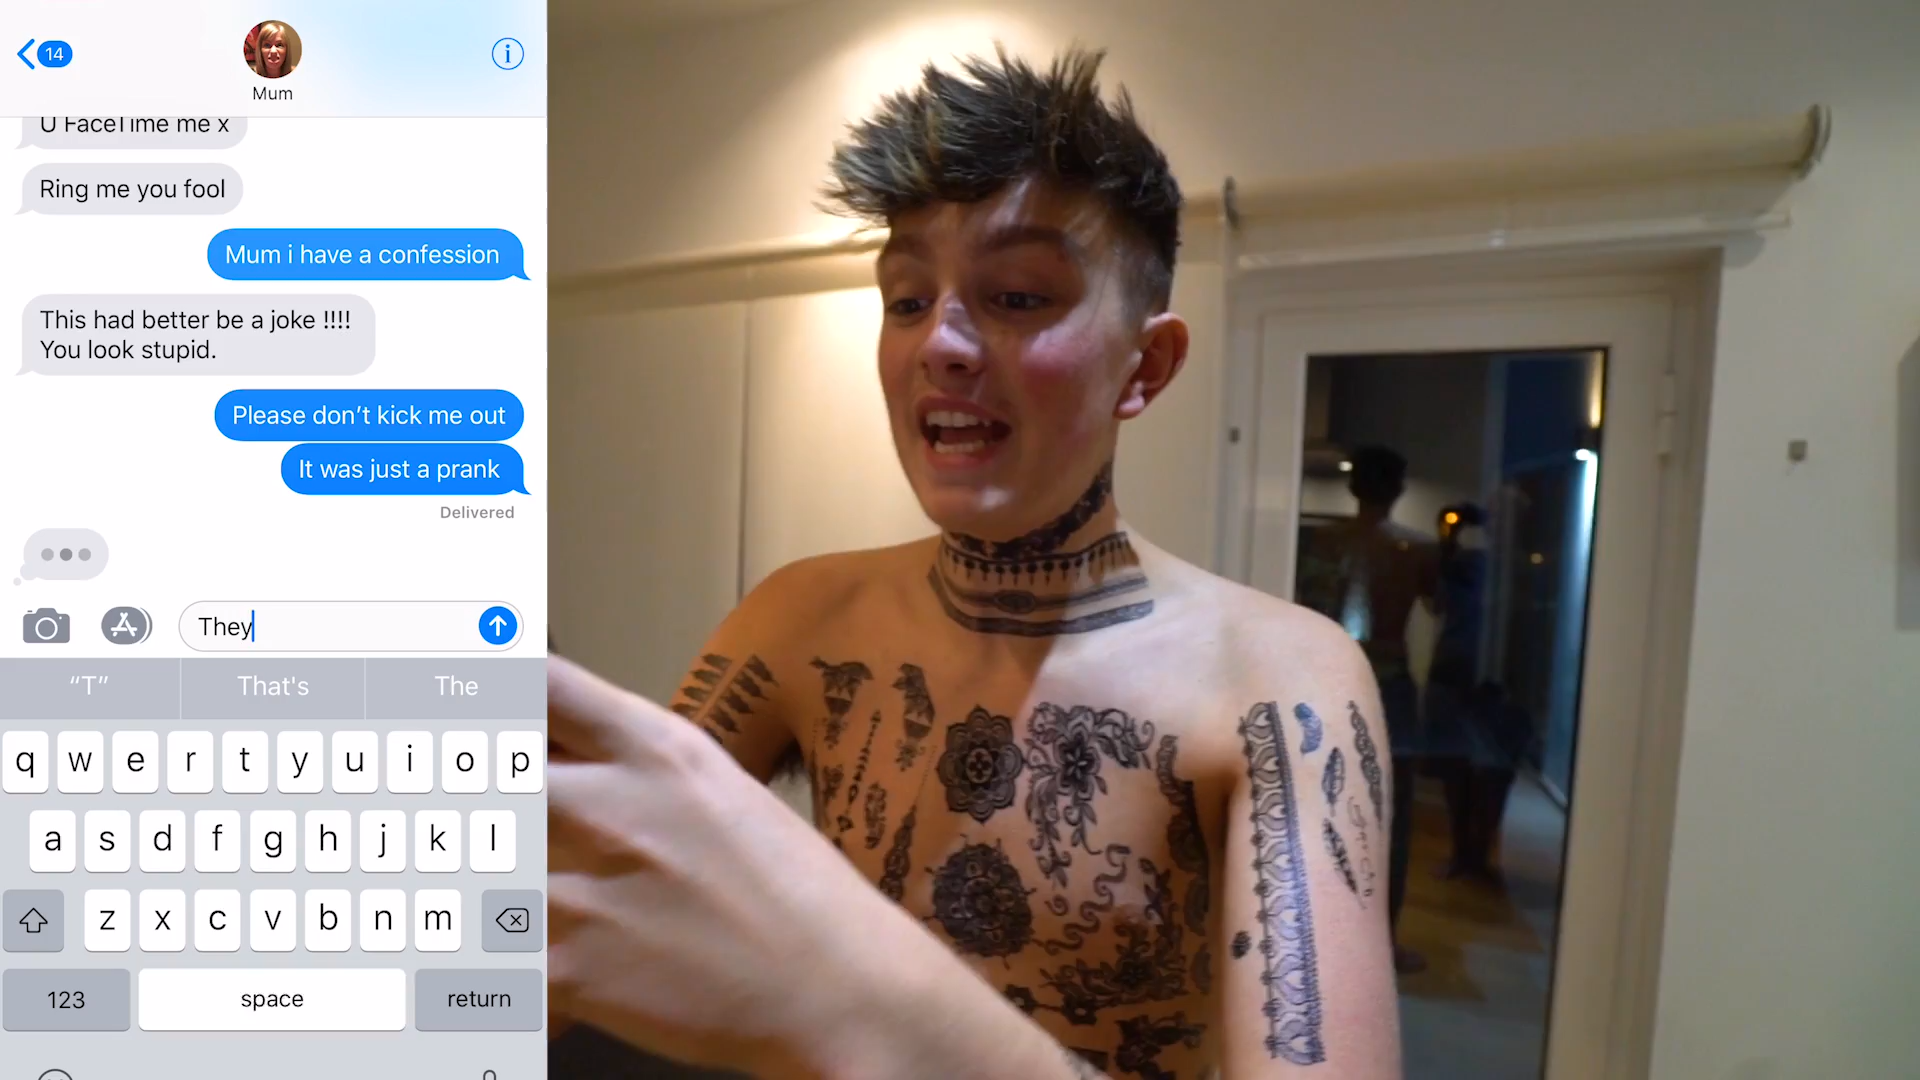 14
i
Mum
U FaceTime me x
Ring me you fool
Mum i have a confession
This had better be a joke !!!!
You look stupid.
Please don’t kick me out
It was just a prank
Delivered
They
“T”
That's
The
q w e r t y u i o p
a s d f g h j k l
z x c v b n m
123
space
return